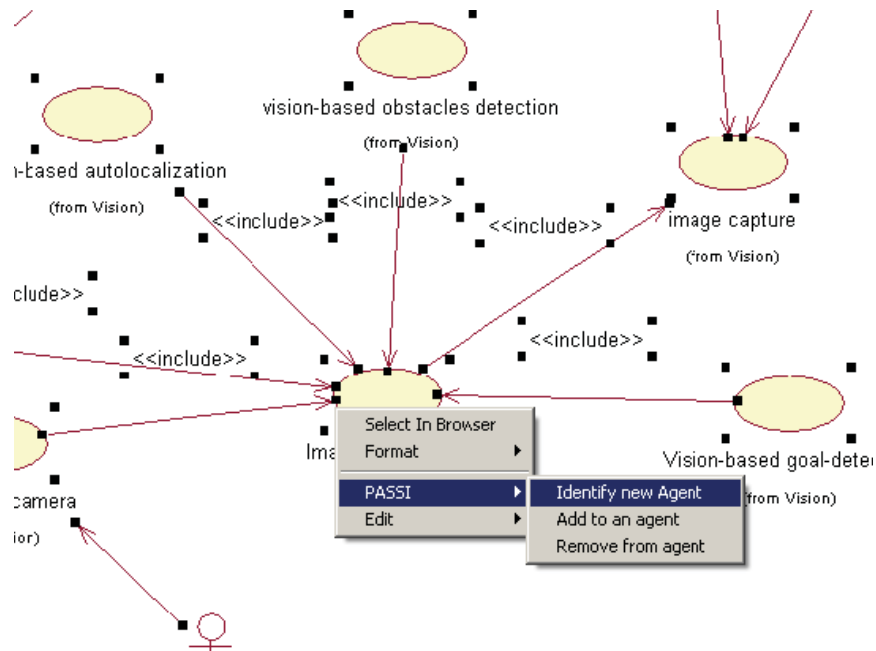 vision-based obstacles detection
(from Vision)
n-based autolocalization
(from Vision)
<<include>>
<<include>>
<<include>>
image capture
(from Vision)
clude>>
<<include>>
<<include>>
Ima
Select In Browser
Format
PASSI
Edit
Identify new Agent
Add to an agent
Remove from agent
Vision-based goal-dete
from Vision)
camera
ior)